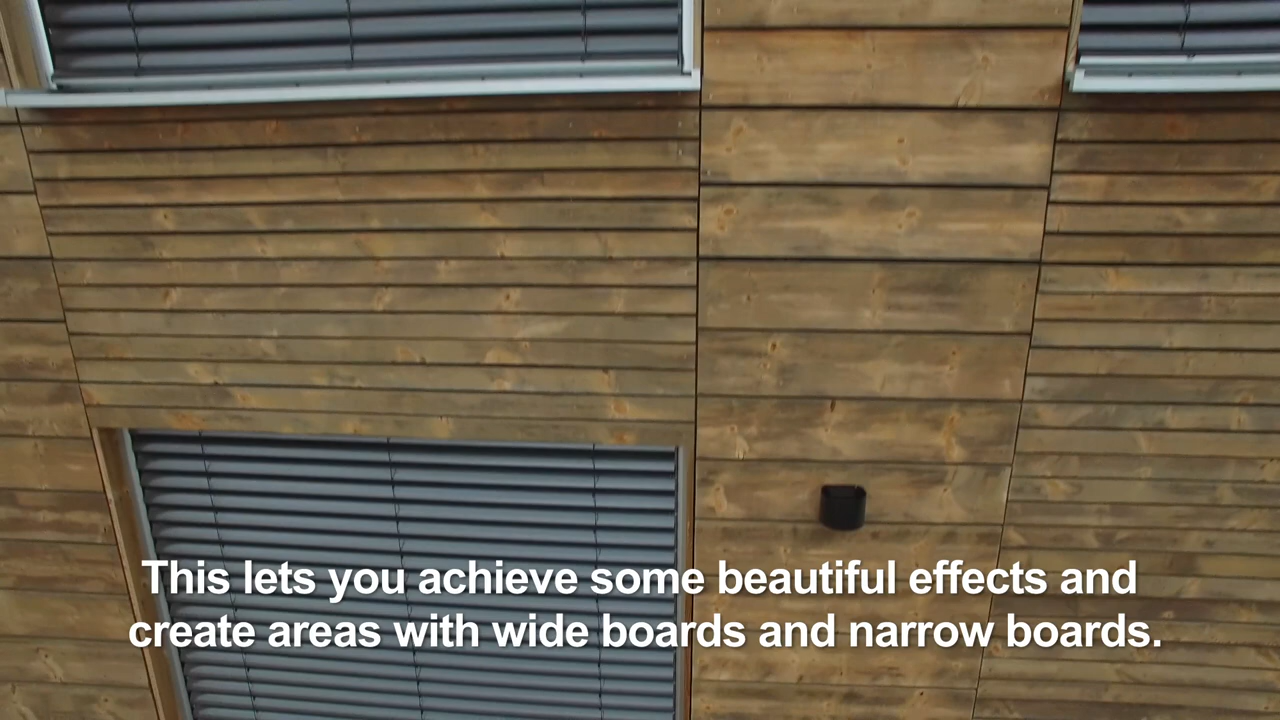 This lets you achieve some beautiful effects and
create areas with wide boards and narrow boards.